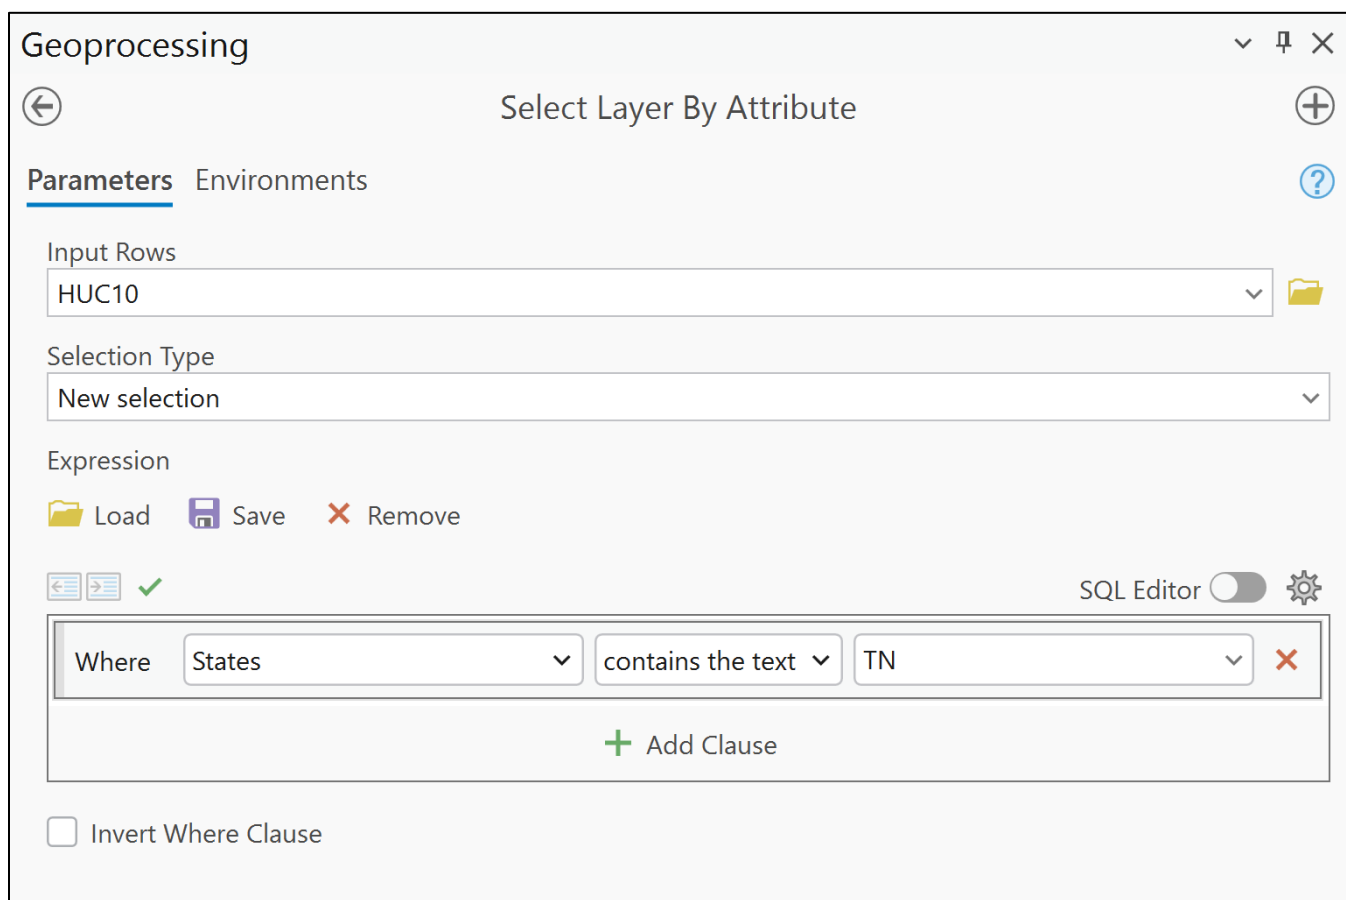 Geoprocessing
Select Layer By Attribute
Parameters Environments
?
Input Rows
HUC10
Selection Type
New selection
Expression
Load Save Remove
SQL Editor
Where States contains the text TN
Add Clause
Invert Where Clause